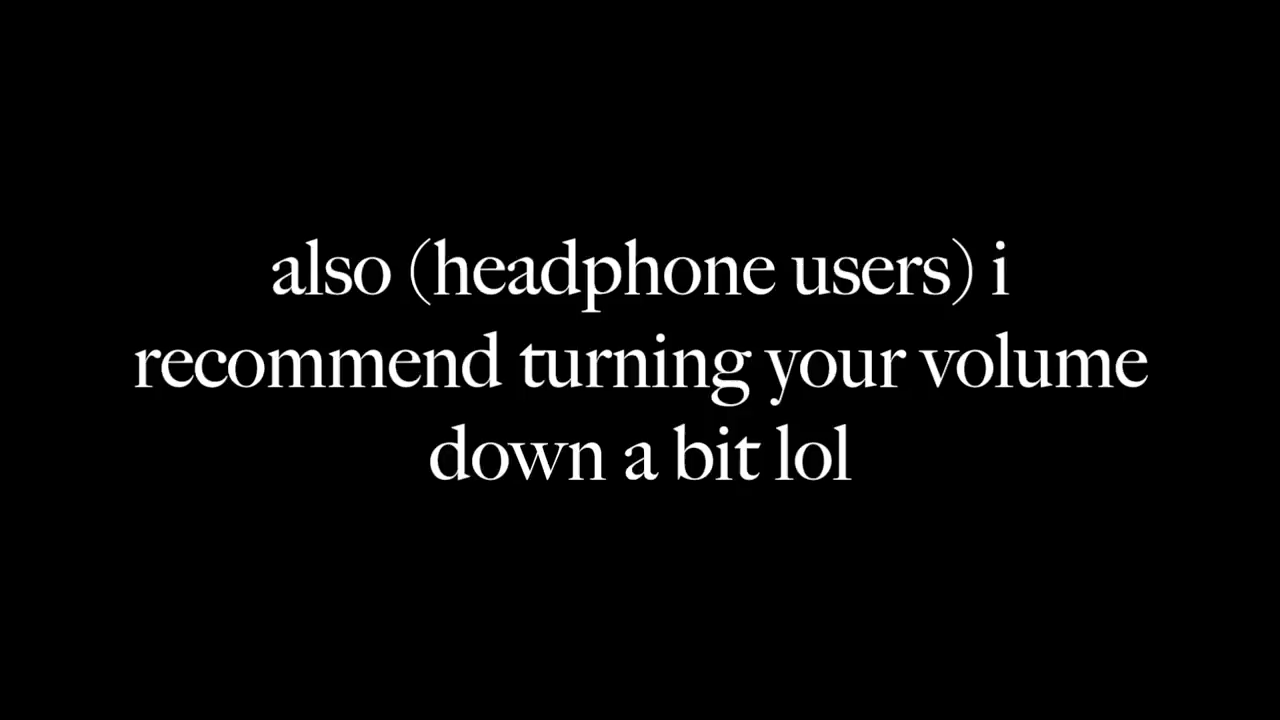 also (headphone users) i
recommend turning your volume
down a bit lol